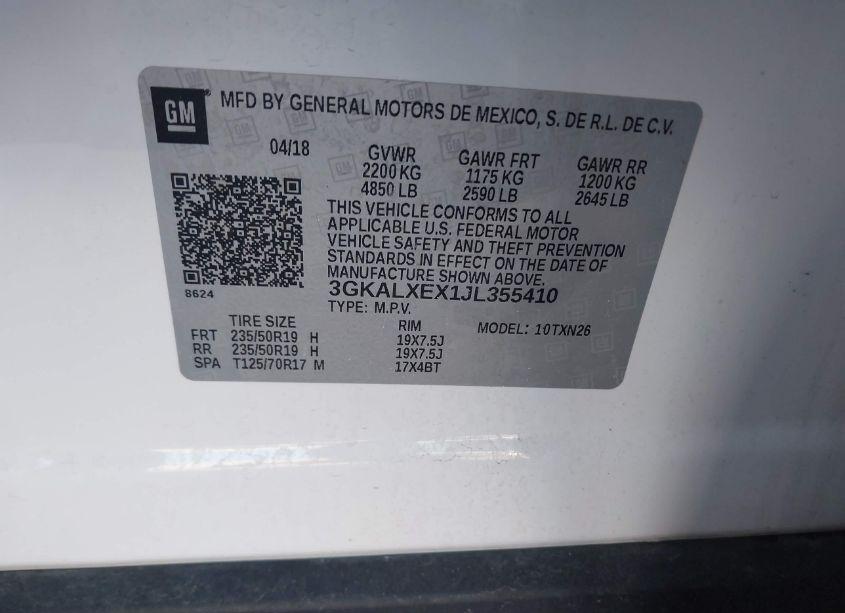 GM
MFD BY GENERAL MOTORS DE MEXICO, S. DE R.L. DE C.V.
04/18 GVWR GAWR FRT GAWR RR
2200 KG 1175 KG 1200 KG
4850 LB 2590 LB 2645 LB
THIS VEHICLE CONFORMS TO ALL
APPLICABLE U.S. FEDERAL MOTOR
VEHICLE SAFETY AND THEFT PREVENTION
STANDARDS IN EFFECT ON THE DATE OF
MANUFACTURE SHOWN ABOVE.
8624
3GKALXEX1JL355410
TYPE: M.P.V.
TIRE SIZE RIM MODEL: 10TXN26
FRT 235/50R19 H 19X7.5J
RR 235/50R19 H 19X7.5J
SPA T125/70R17 M 17X4BT